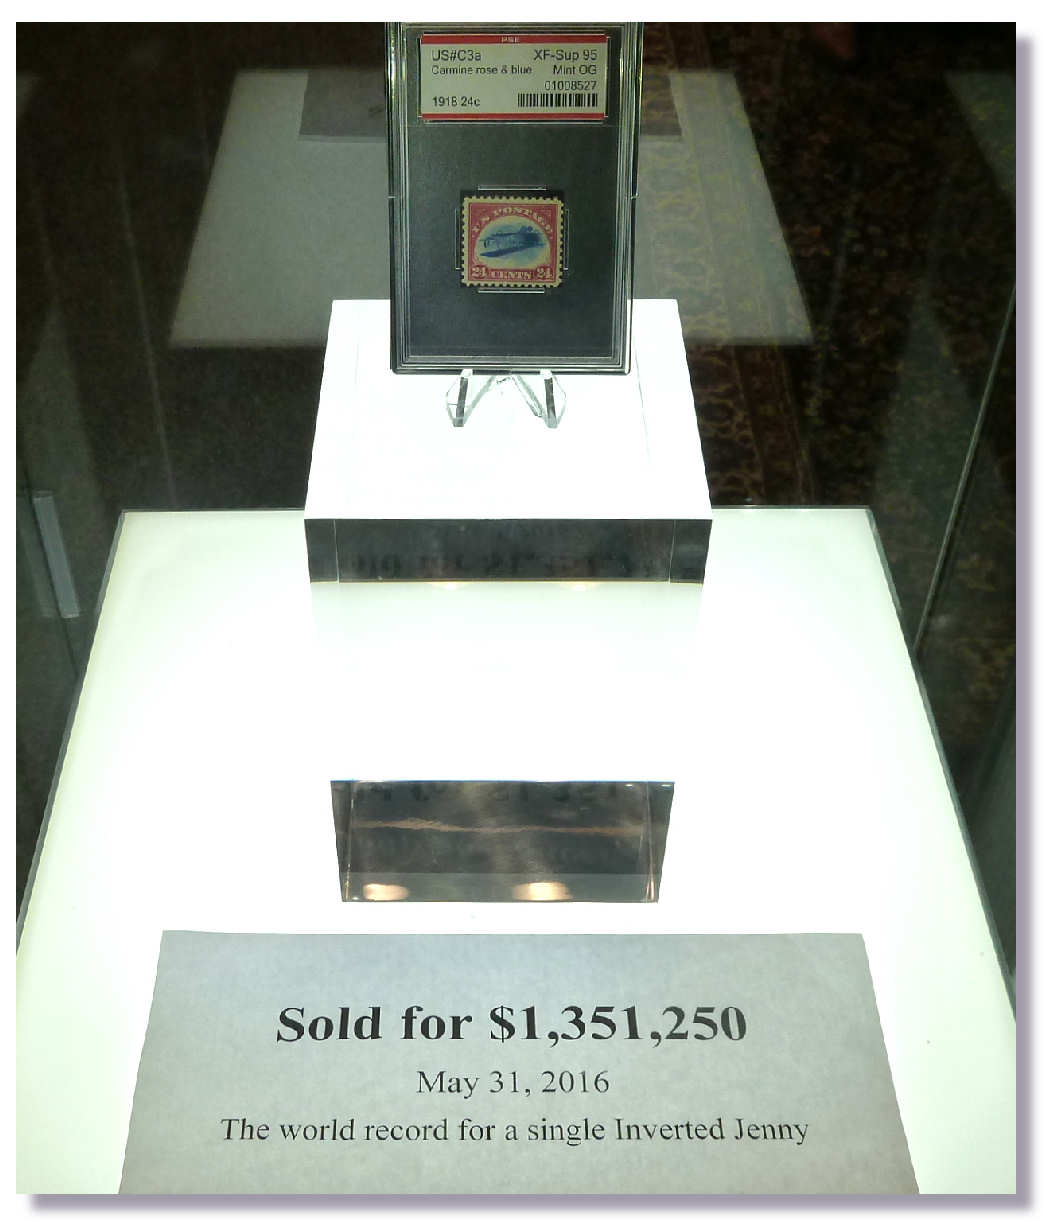 PSE
US#C3a XF-Sup 95
Carmine rose & blue Mint OG
01008527
1918 24c
U S POSTAGE
24 CENTS 24
Sold for $1,351,250
May 31, 2016
The world record for a single Inverted Jenny